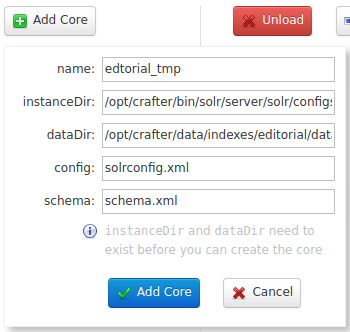 Add Core
Unload
name: edtorial_tmp
instanceDir: /opt/crafter/bin/solr/server/solr/configs
dataDir: /opt/crafter/data/indexes/editorial/data
config: solrconfig.xml
schema: schema.xml
instanceDir and dataDir need to
exist before you can create the core
Add Core
Cancel